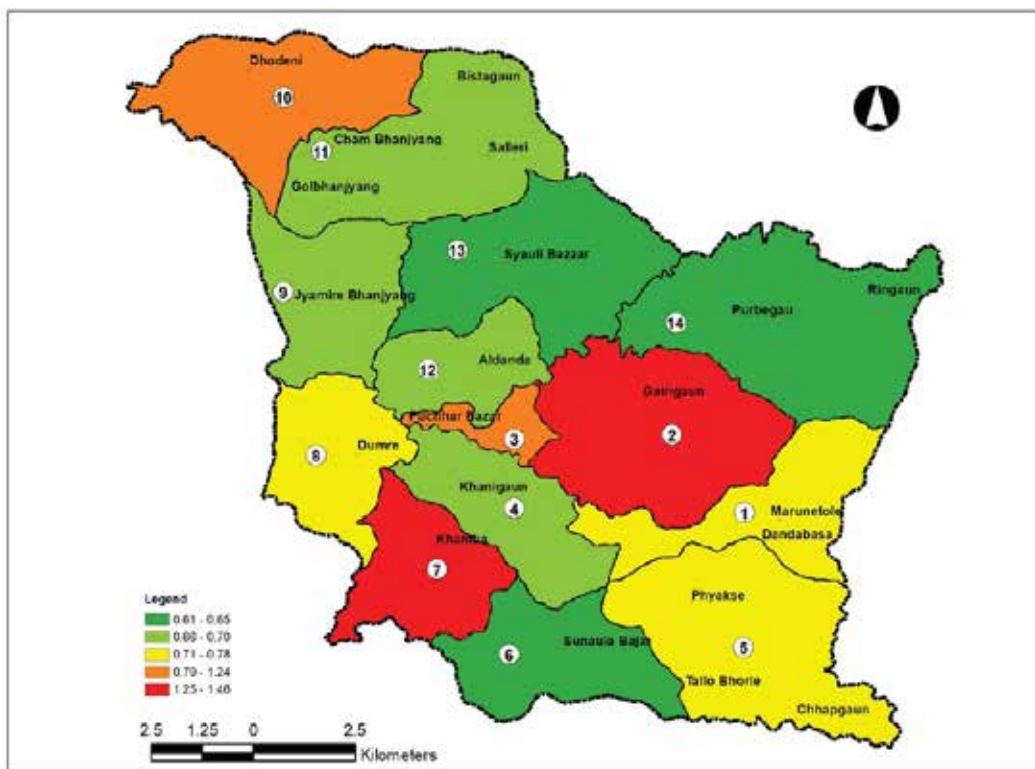 Dhodeni
Bistagaun
10
Cham Bhanjyang
11
Salleri
Golbhanjyang
13
Syauli Bazzar
Ringaun
9
Jyamire Bhanjyang
Purbegau
14
12
Aldanda
Gairigaun
Puchhar Bazar
3
2
Dumre
8
Khanigaun
4
1
Marunetole
Dandabasa
Khamba
7
Phyakse
Legend
0.61 - 0.65
0.66 - 0.70
0.71 - 0.78
0.79 - 1.24
1.25 - 1.46
6
Sunaula Bajar
5
Tallo Bhorle
Chhapgaun
2.5 1.25 0 2.5
Kilometers